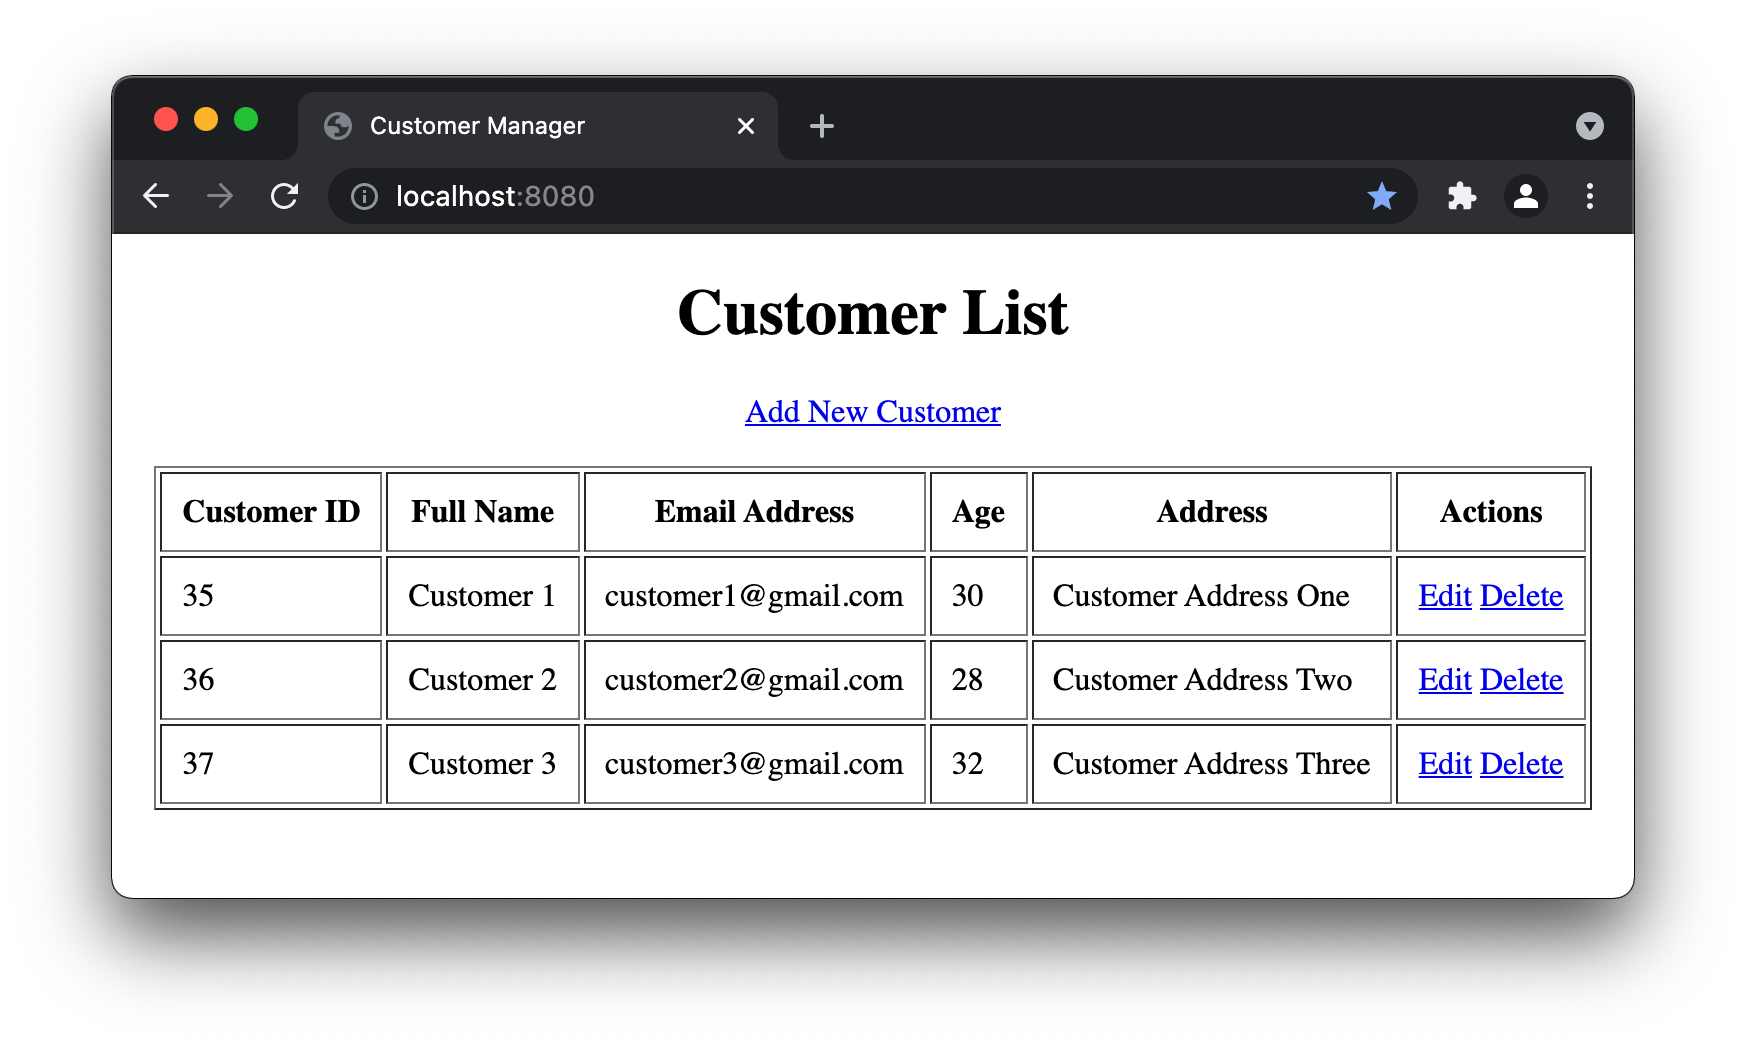 Customer Manager
localhost:8080
Customer List
Add New Customer
Customer ID Full Name Email Address Age Address Actions
35 Customer 1 customer1@gmail.com 30 Customer Address One Edit Delete
36 Customer 2 customer2@gmail.com 28 Customer Address Two Edit Delete
37 Customer 3 customer3@gmail.com 32 Customer Address Three Edit Delete